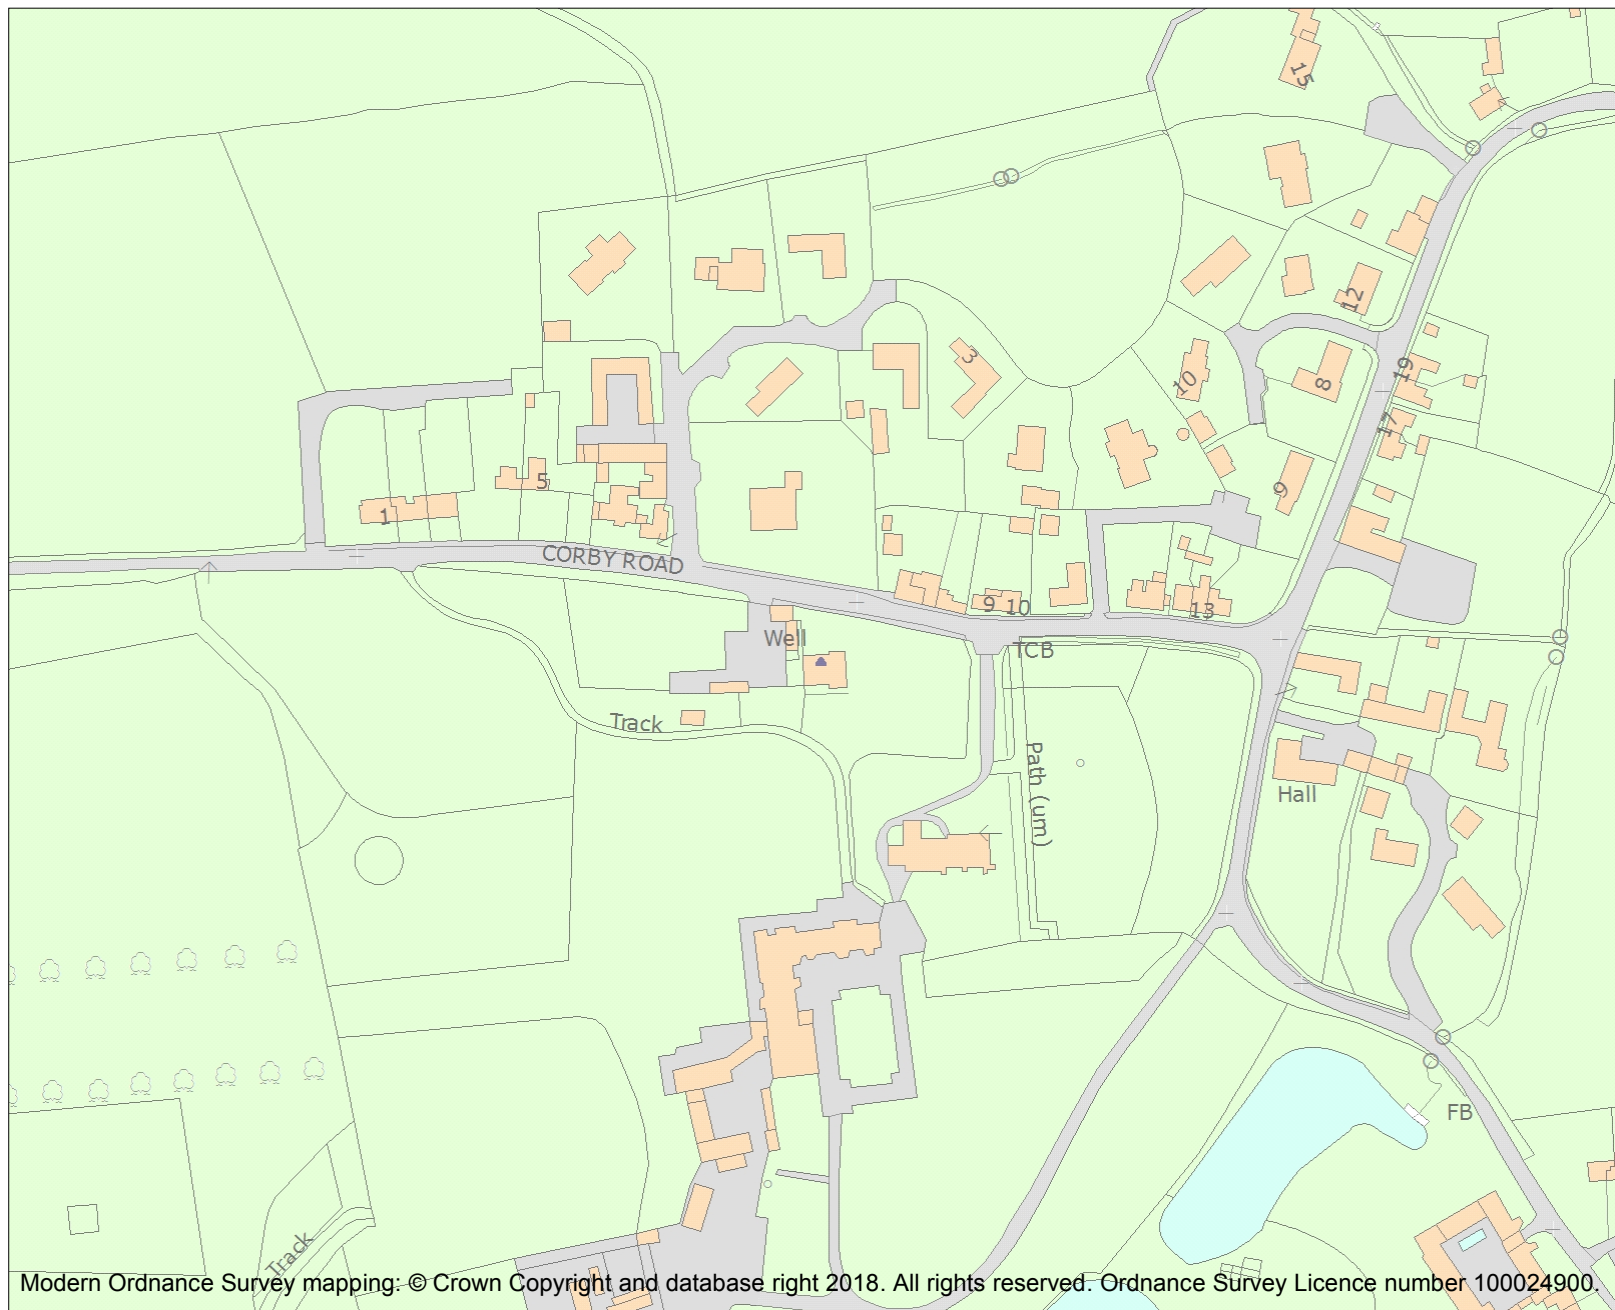 15
12
3
10
8
19
17
5
9
1
CORBY ROAD
9 10
13
Well
TCB
Track
Path (um)
Hall
FB
Track
Modern Ordnance Survey mapping: © Crown Copyright and database right 2018. All rights reserved. Ordnance Survey Licence number 100024900.